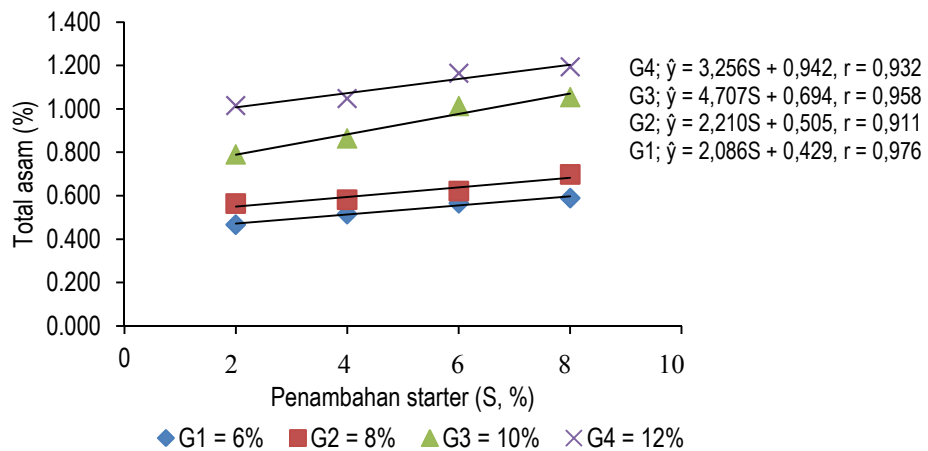 1.400
1.200
1.000
0.800
0.600
0.400
0.200
0.000
Total asam (%)
0 2 4 6 8 10
Penambahan starter (S, %)
G1 = 6% G2 = 8% G3 = 10% G4 = 12%
G4; ŷ = 3,256S + 0,942, r = 0,932
G3; ŷ = 4,707S + 0,694, r = 0,958
G2; ŷ = 2,210S + 0,505, r = 0,911
G1; ŷ = 2,086S + 0,429, r = 0,976